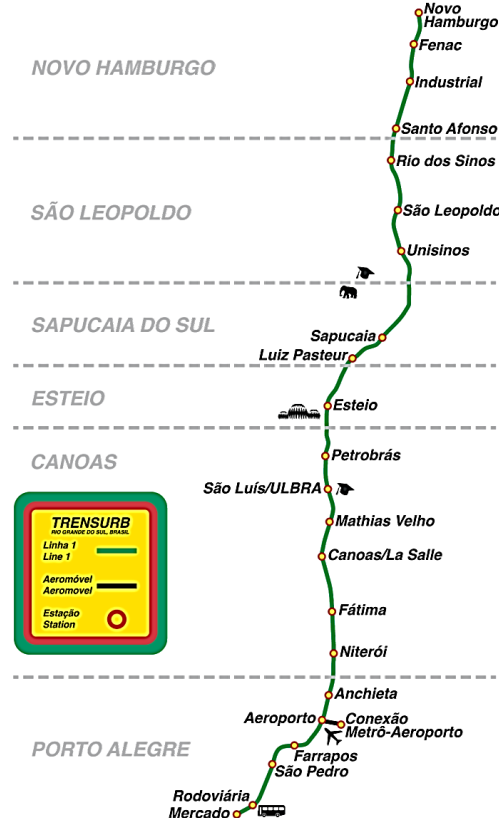 Novo
Hamburgo
Fenac
NOVO HAMBURGO
Industrial
Santo Afonso
Rio dos Sinos
SÃO LEOPOLDO
São Leopoldo
Unisinos
SAPUCAIA DO SUL
Sapucaia
Luiz Pasteur
ESTEIO
Esteio
CANOAS
Petrobrás
São Luís/ULBRA
Mathias Velho
Canoas/La Salle
Fátima
Niterói
TRENSURB
RIO GRANDE DO SUL, BRASIL
Linha 1
Line 1
Aeromóvel
Aeromovel
Estação
Station
Anchieta
Aeroporto
Conexão
Metrô-Aeroporto
PORTO ALEGRE
Farrapos
São Pedro
Rodoviária
Mercado